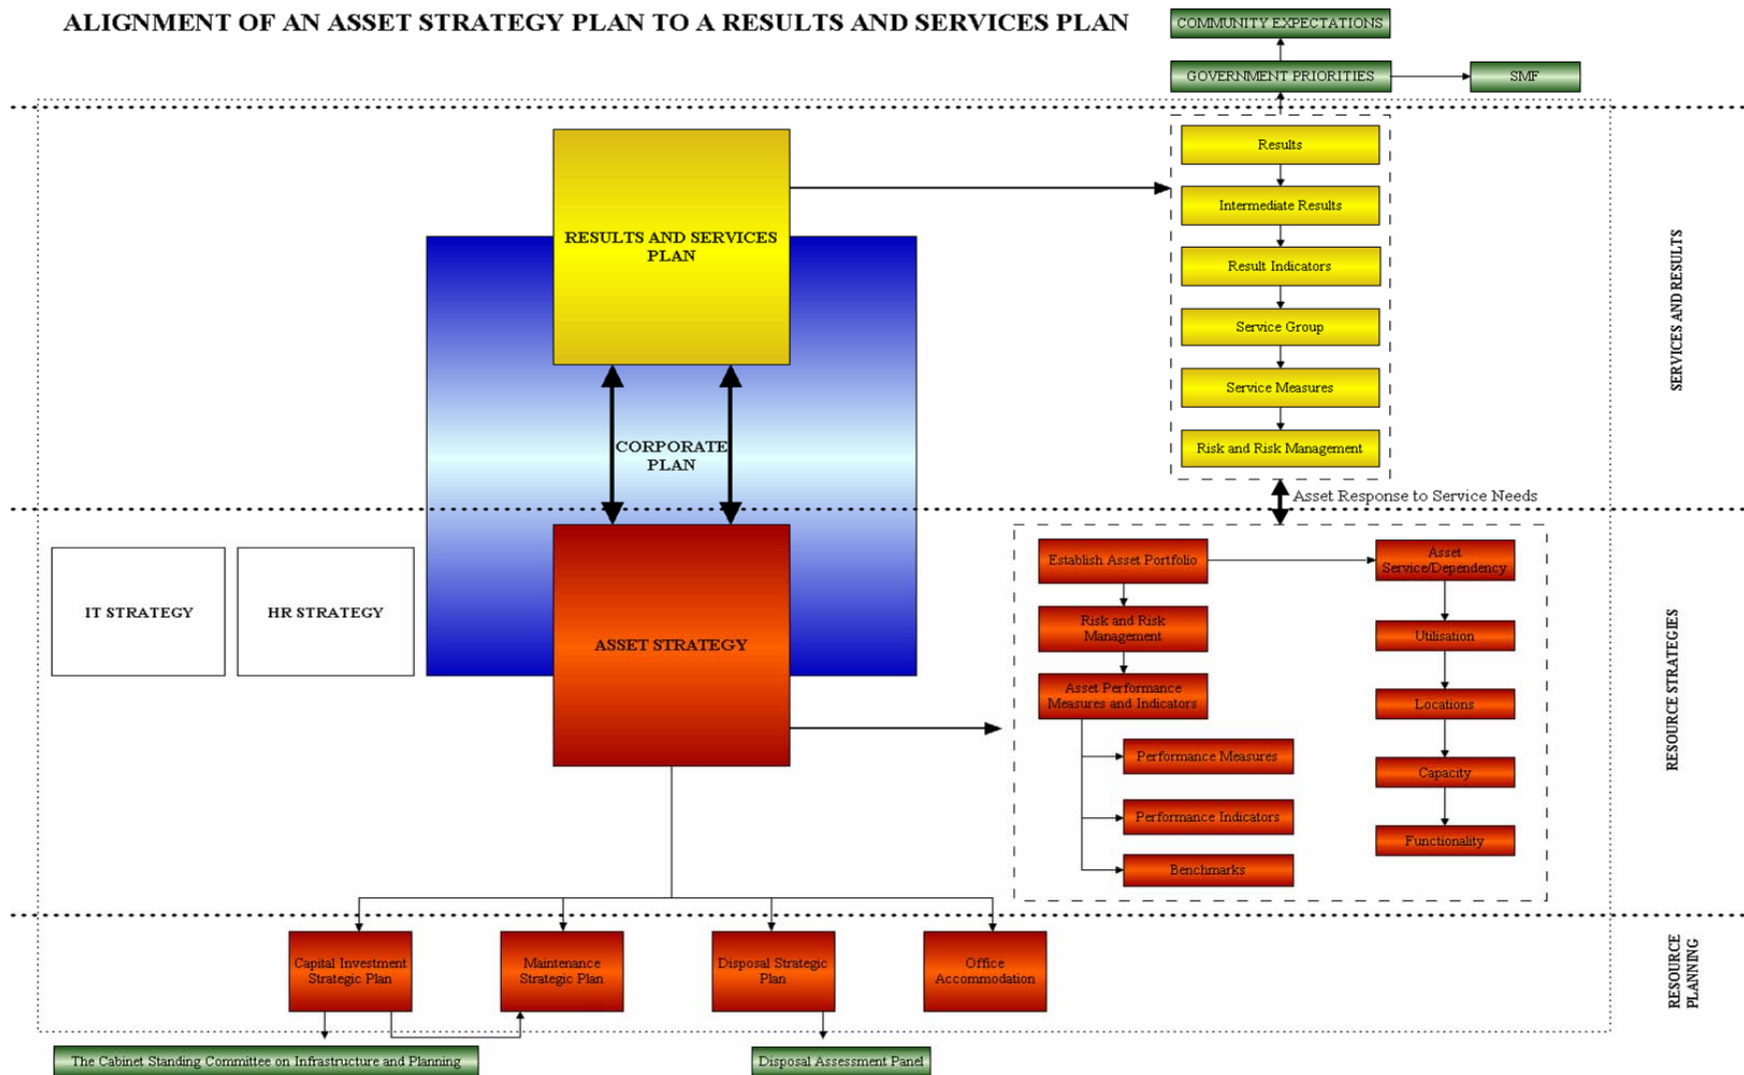 ALIGNMENT OF AN ASSET STRATEGY PLAN TO A RESULTS AND SERVICES PLAN
COMMUNITY EXPECTATIONS
GOVERNMENT PRIORITIES
SMF
RESULTS AND SERVICES
PLAN
CORPORATE
PLAN
Results
Intermediate Results
Result Indicators
Service Group
Service Measures
Risk and Risk Management
SERVICES AND RESULTS
Asset Response to Service Needs
IT STRATEGY
HR STRATEGY
ASSET STRATEGY
Establish Asset Portfolio
Risk and Risk
Management
Asset Performance
Measures and Indicators
Performance Measures
Performance Indicators
Benchmarks
Asset
Service/Dependency
Utilisation
Locations
Capacity
Functionality
RESOURCE STRATEGIES
Capital Investment
Strategic Plan
Maintenance
Strategic Plan
Disposal Strategic
Plan
Office
Accommodation
RESOURCE
PLANNING
The Cabinet Standing Committee on Infrastructure and Planning
Disposal Assessment Panel